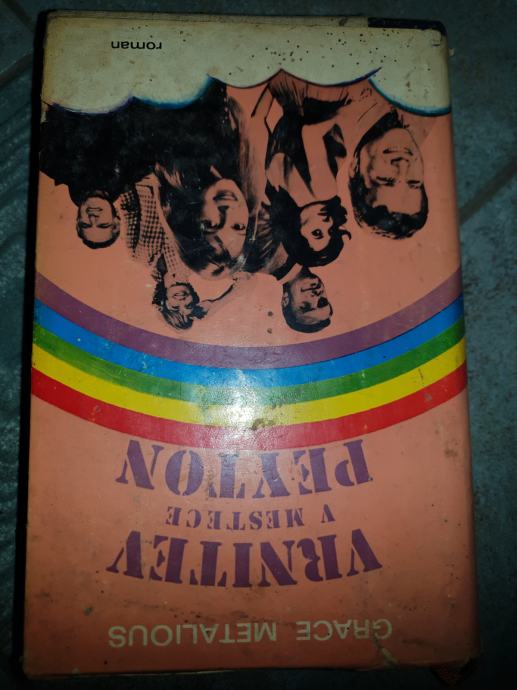 GRACE METALIOUS
VRNITEV
V MESTECE
PEYTON
roman